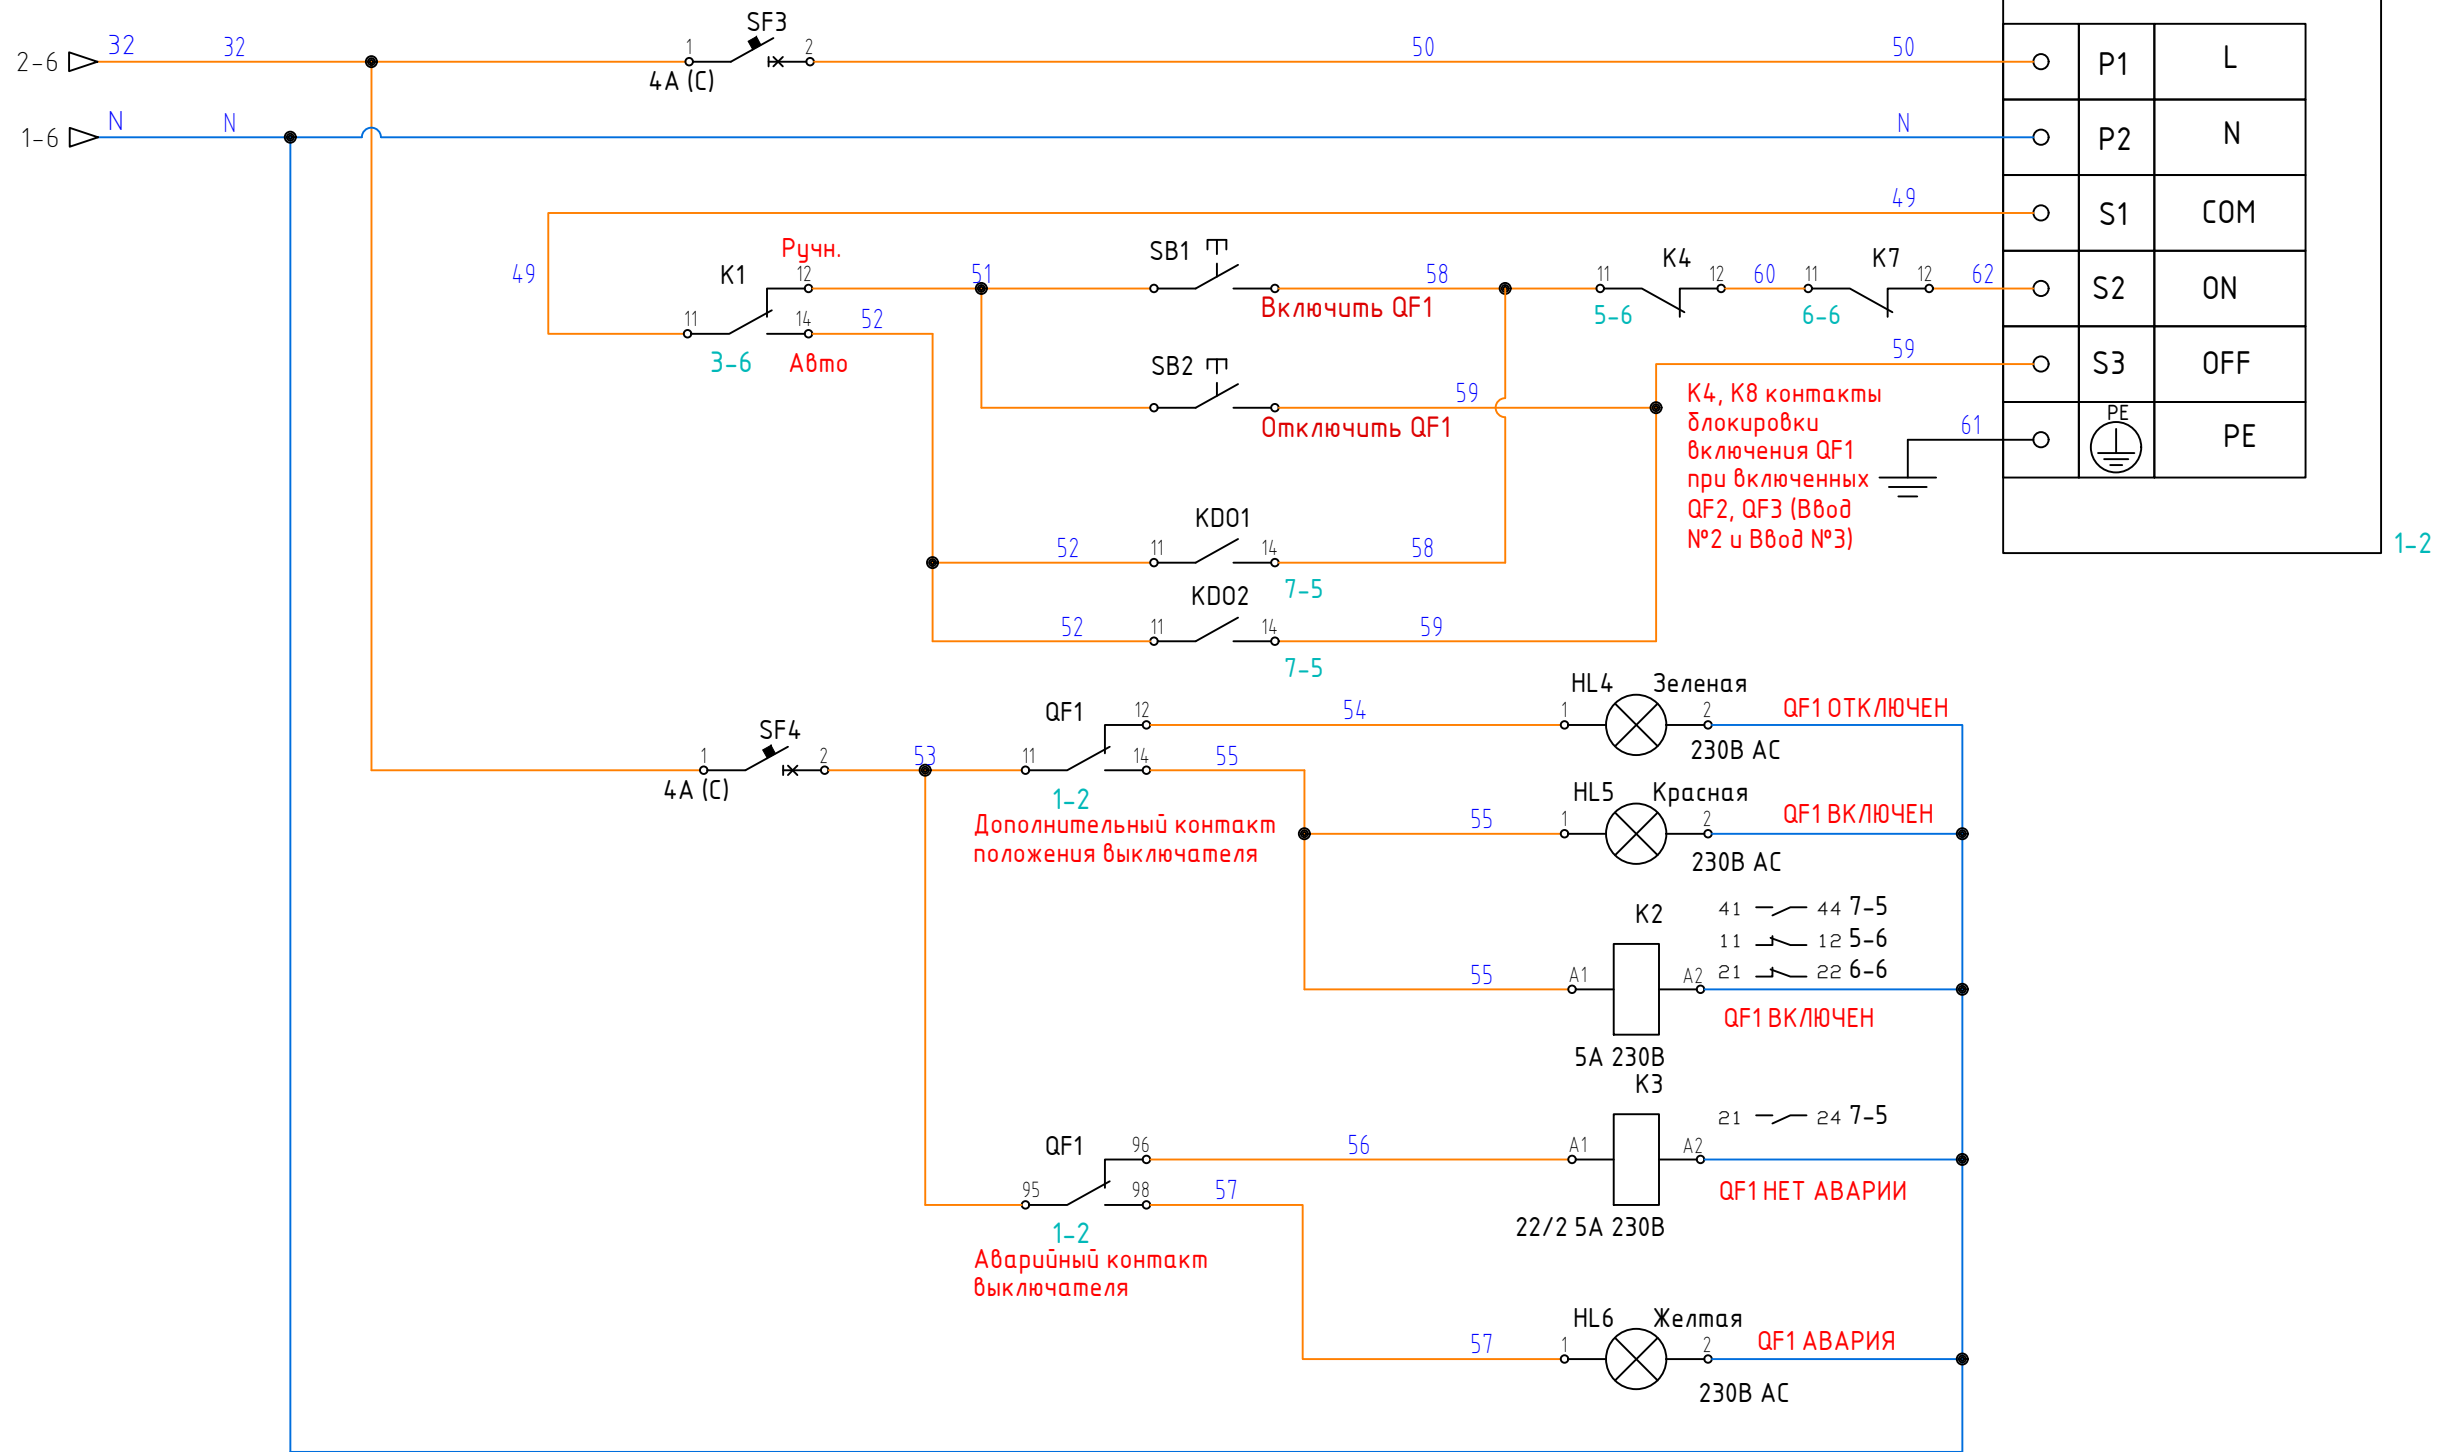 SF3
2-6 32 32 1 2 50 50 P1 L
4A (C)
1-6 N N N P2 N
49 S1 COM
Ручн.
49 K1 12 51 SB1 58 11 K4 12 60 11 K7 12 62 S2 ON
Включить QF1 5-6 6-6
11 14 52
3-6 Авто
SB2 59 59 S3 OFF
Отключить QF1
К4, К8 контакты
блокировки
включения QF1
при включенных
QF2, QF3 (Ввод
№2 и Ввод №3)
61 PE PE
1-2
KDO1
52 11 14 58
7-5
KDO2
52 11 14 59
7-5
SF4
1 2 53
4A (C)
QF1 12 54
11 14 55
1-2
Дополнительный контакт
положения выключателя
HL4 Зеленая
1 2 QF1 ОТКЛЮЧЕН
230В AC
HL5 Красная
55 1 2 QF1 ВКЛЮЧЕН
230В AC
K2
41 44 7-5
11 12 5-6
21 22 6-6
55 A1 A2
QF1 ВКЛЮЧЕН
5А 230В
K3
21 24 7-5
QF1 96 56 A1 A2
QF1 НЕТ АВАРИИ
22/2 5А 230В
95 98 57
1-2
Аварийный контакт
выключателя
HL6 Желтая
57 1 2 QF1 АВАРИЯ
230В AC